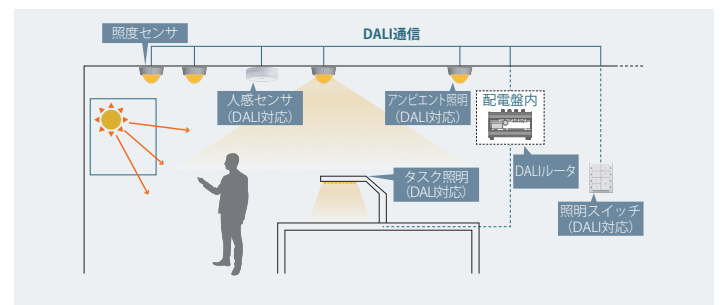 照度センサ
DALI通信
人感センサ
（DALI対応）
アンビエント照明
（DALI対応）
配電盤内
タスク照明
（DALI対応）
DALIルータ
照明スイッチ
（DALI対応）